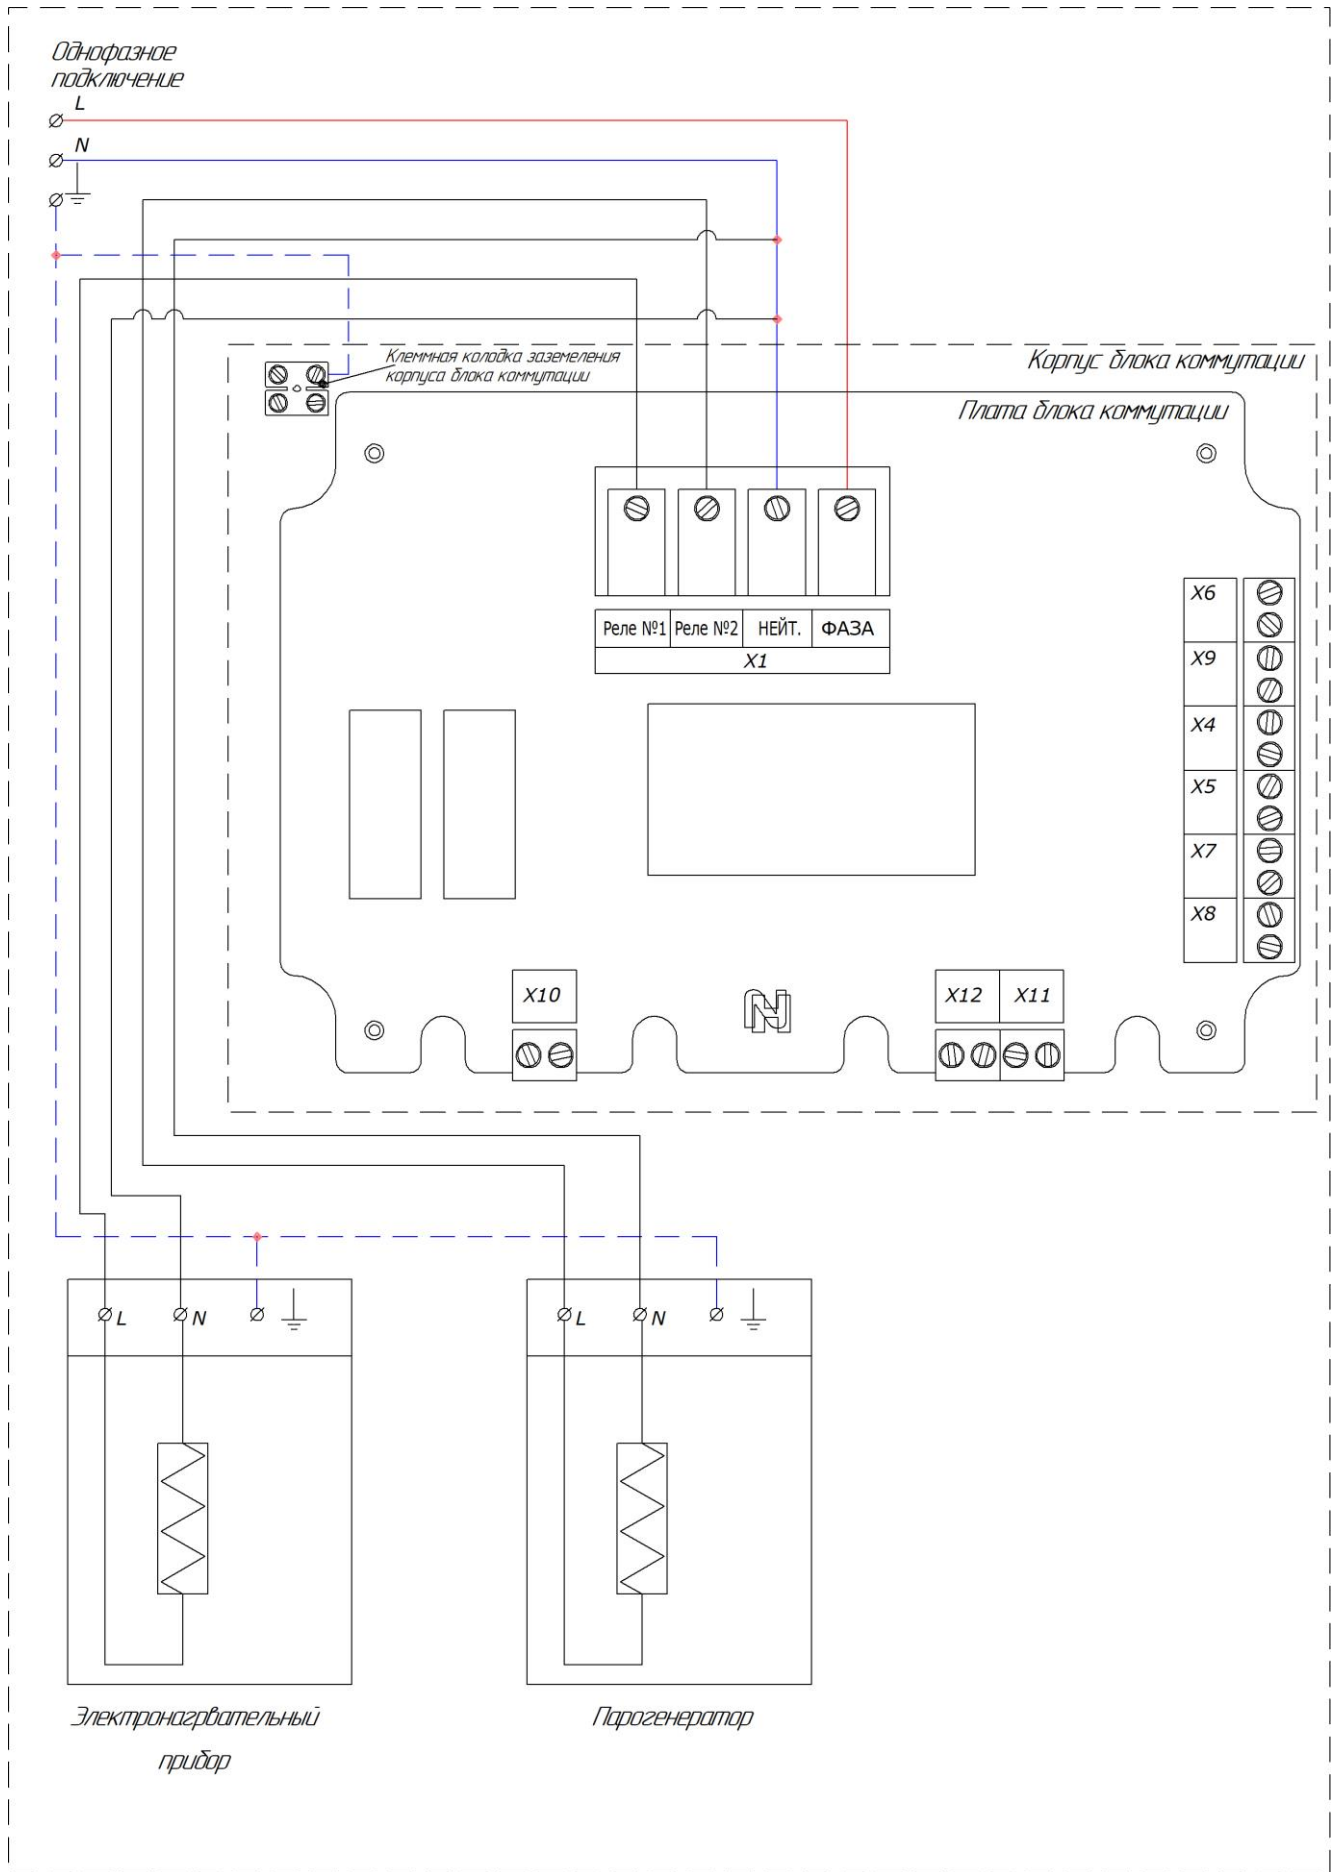 Однофазное
подключение
L
N
Клеммная колодка заземеления
корпуса блока коммутации
Корпус блока коммутации
Плата блока коммутации
Реле №1 Реле №2 НЕЙТ. ФАЗА
X1
X6
X9
X4
X5
X7
X8
X10
X12 X11
L N
L N
Электронагрвательный
прибор
Парогенератор